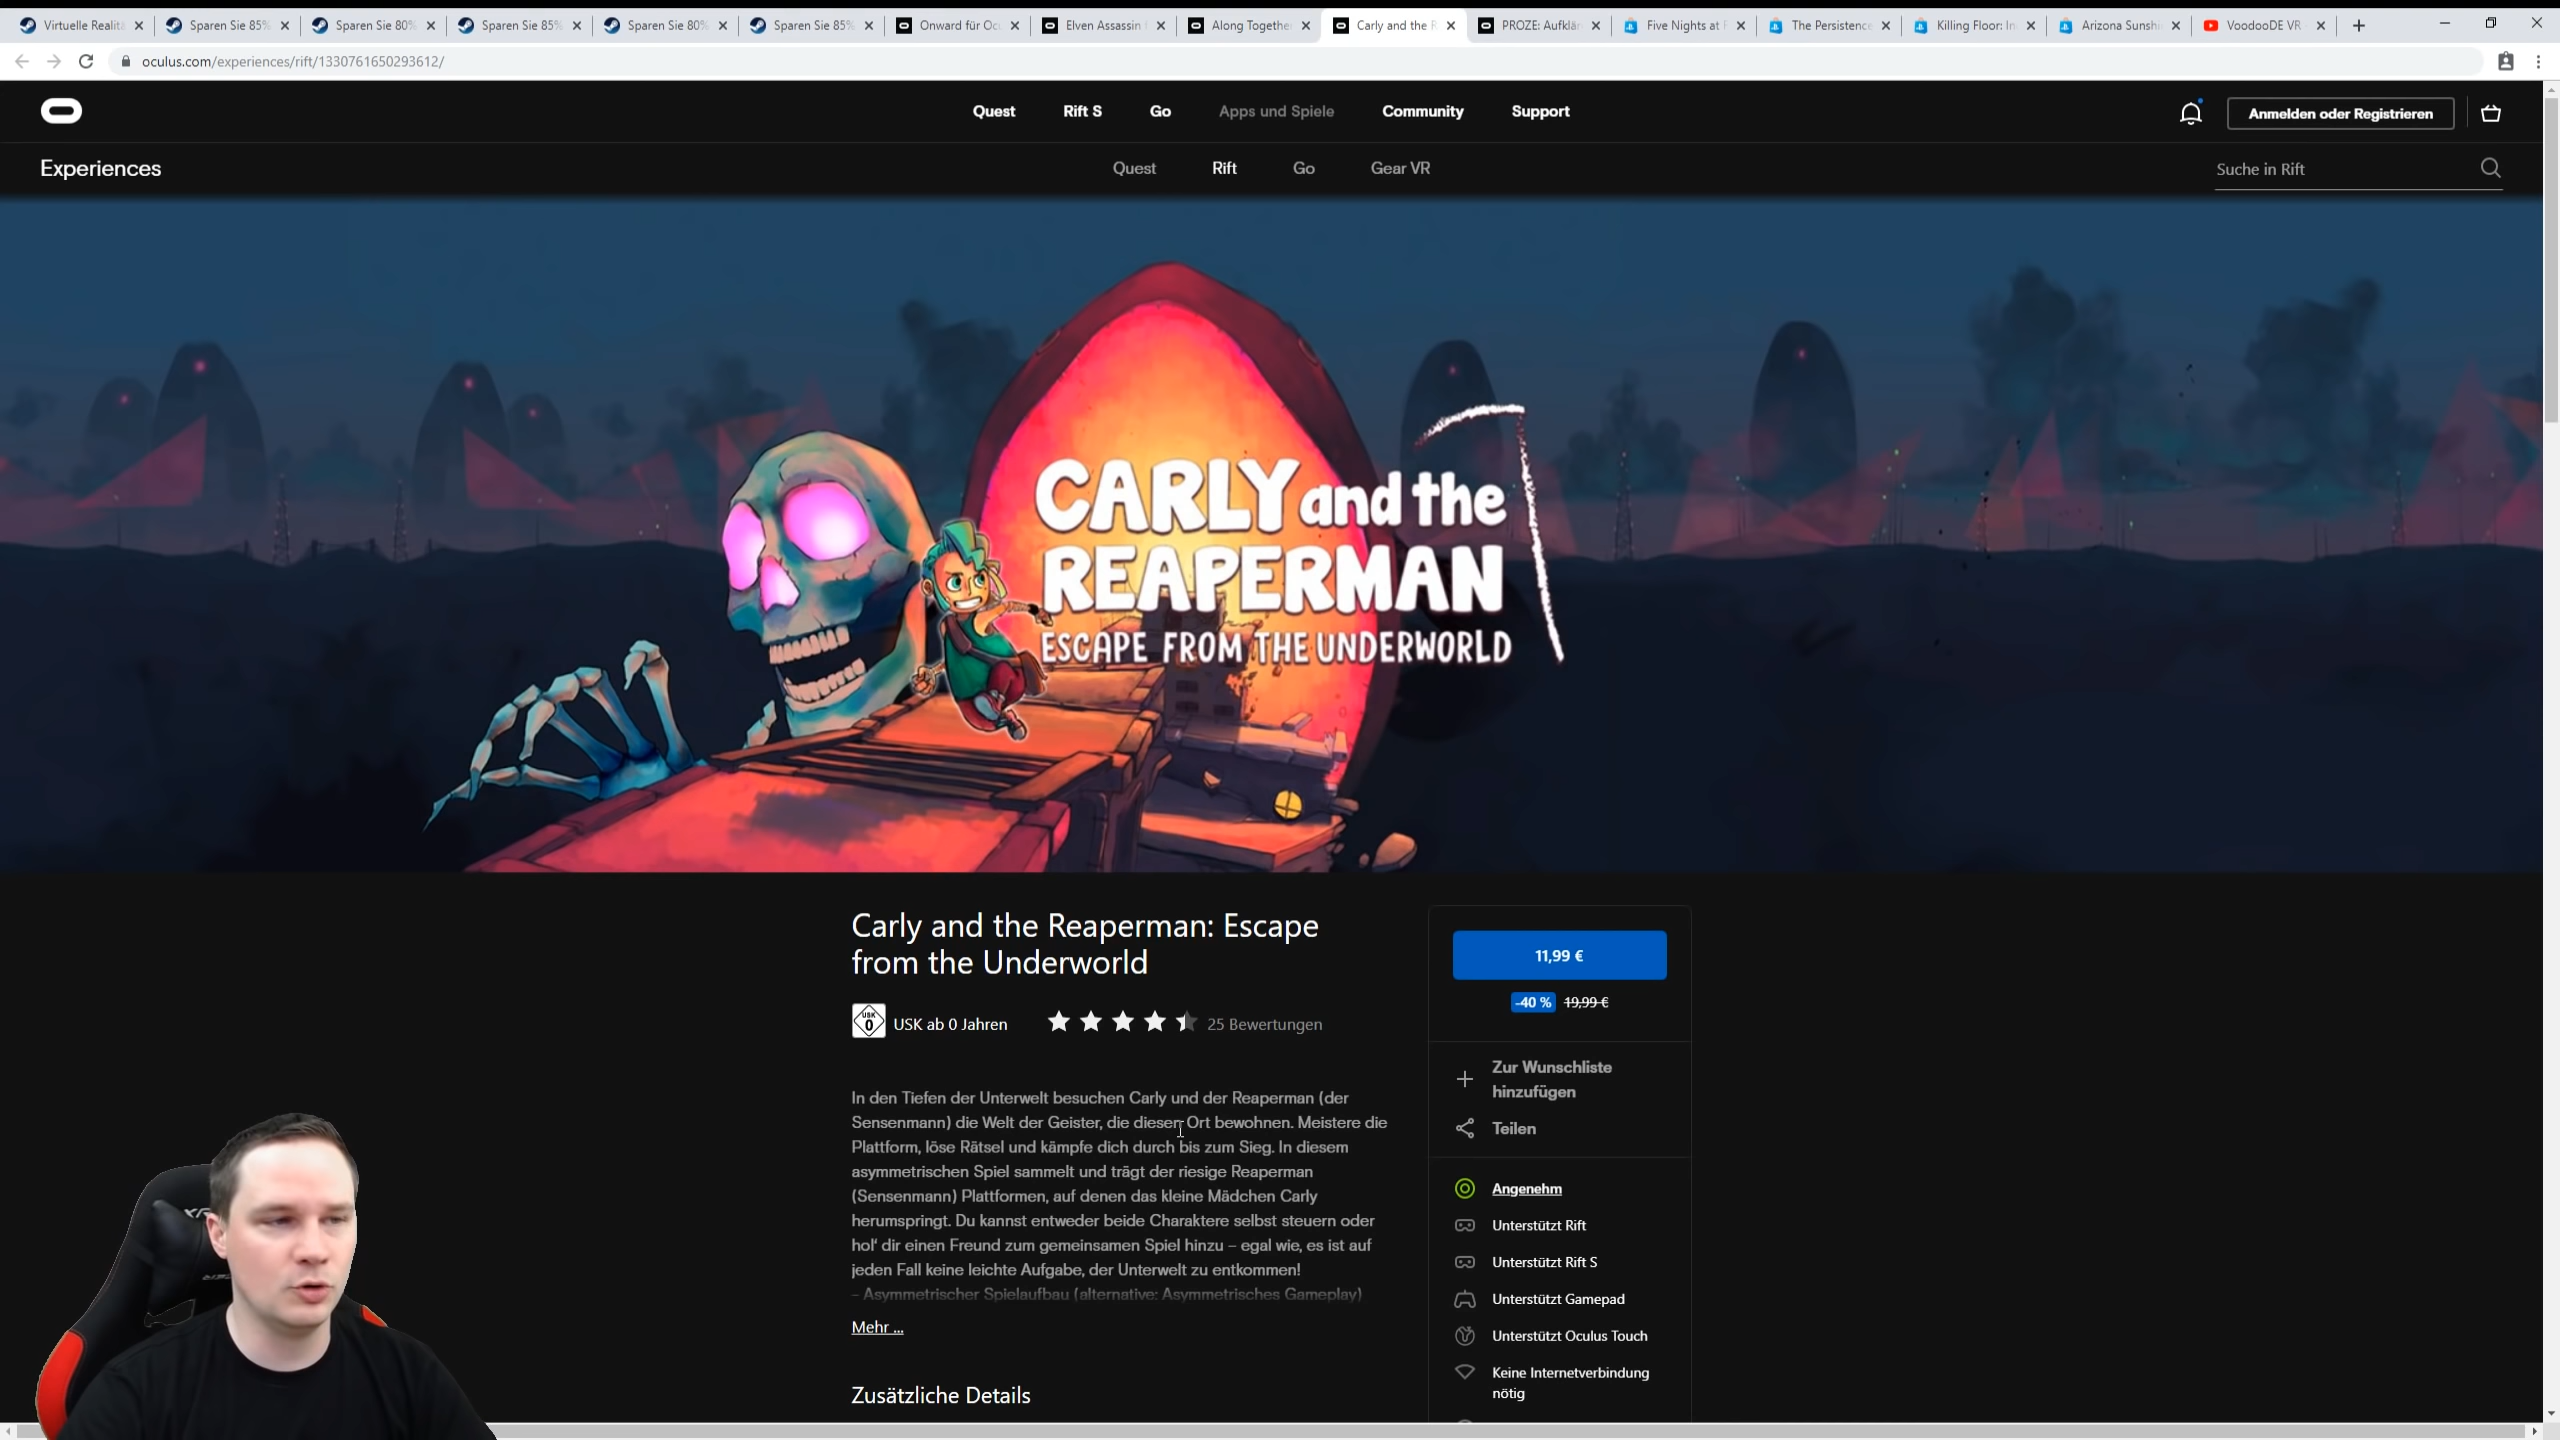 Virtuelle Realitä
Sparen Sie 85%
Sparen Sie 80%
Sparen Sie 85%
Sparen Sie 80%
Sparen Sie 85%
Onward für Ocu
Elven Assassin
Along Together
Carly and the R
PROZE: Aufklär
Five Nights at F
The Persistence
Killing Floor: In
Arizona Sunshi
VoodooDE VR
oculus.com/experiences/rift/1330761650293612/
Quest
Rift S
Go
Apps und Spiele
Community
Support
Anmelden oder Registrieren
Experiences
Quest
Rift
Go
Gear VR
Suche in Rift
CARLY and the
REAPERMAN
ESCAPE FROM THE UNDERWORLD
Carly and the Reaperman: Escape
from the Underworld
USK
0
USK ab 0 Jahren
25 Bewertungen
In den Tiefen der Unterwelt besuchen Carly und der Reaperman (der
Sensenmann) die Welt der Geister, die diesen Ort bewohnen. Meistere die
Plattform, löse Rätsel und kämpfe dich durch bis zum Sieg. In diesem
asymmetrischen Spiel sammelt und trägt der riesige Reaperman
(Sensenmann) Plattformen, auf denen das kleine Mädchen Carly
herumspringt. Du kannst entweder beide Charaktere selbst steuern oder
hol' dir einen Freund zum gemeinsamen Spiel hinzu – egal wie, es ist auf
jeden Fall keine leichte Aufgabe, der Unterwelt zu entkommen!
– Asymmetrischer Spielaufbau (alternative: Asymmetrisches Gameplay)
Mehr ...
Zusätzliche Details
11,99 €
-40 % 19,99 €
Zur Wunschliste
hinzufügen
Teilen
Angenehm
Unterstützt Rift
Unterstützt Rift S
Unterstützt Gamepad
Unterstützt Oculus Touch
Keine Internetverbindung
nötig